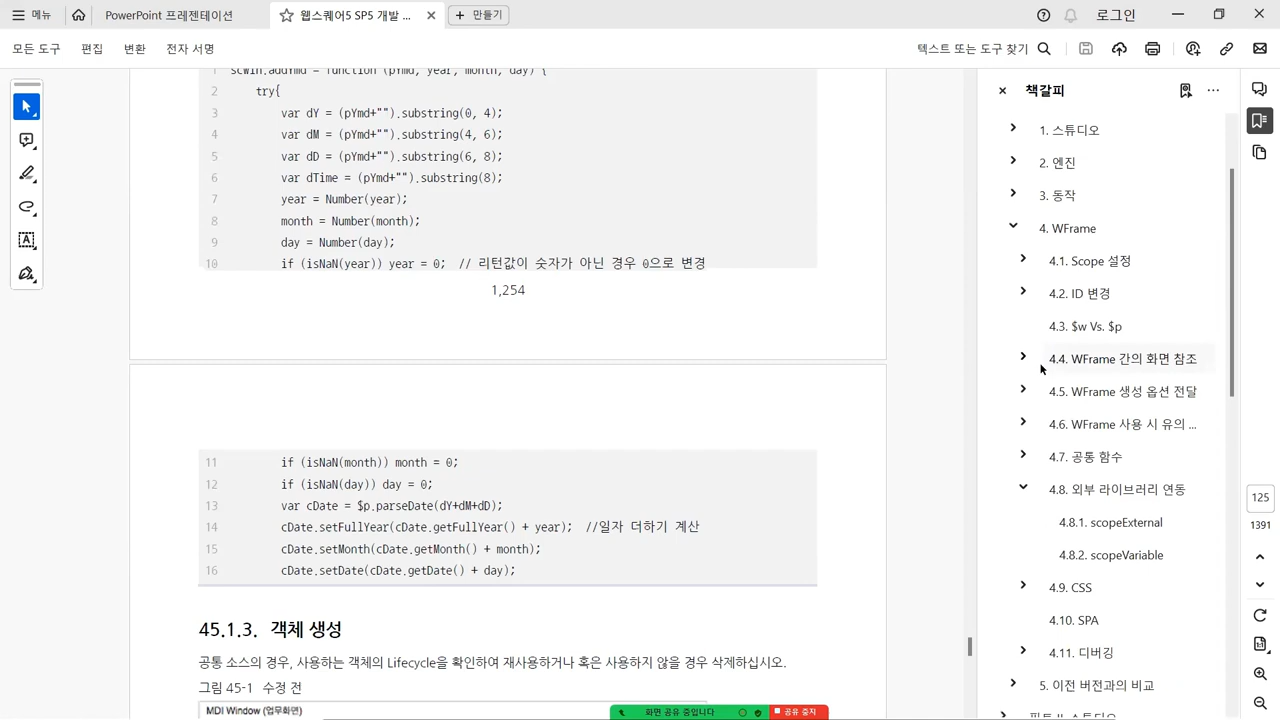 메뉴
PowerPoint 프레젠테이션
웹스퀘어5 SP5 개발 ...
만들기
로그인
모든 도구
편집
변환
전자 서명
텍스트 또는 도구 찾기
1 scwin.addYmd = function (pYmd, year, month, day) {
2 try{
3 var dY = (pYmd+"").substring(0, 4);
4 var dM = (pYmd+"").substring(4, 6);
5 var dD = (pYmd+"").substring(6, 8);
6 var dTime = (pYmd+"").substring(8);
7 year = Number(year);
8 month = Number(month);
9 day = Number(day);
10 if (isNaN(year)) year = 0; // 리턴값이 숫자가 아닌 경우 0으로 변경
1,254
11 if (isNaN(month)) month = 0;
12 if (isNaN(day)) day = 0;
13 var cDate = $p.parseDate(dY+dM+dD);
14 cDate.setFullYear(cDate.getFullYear() + year); //일자 더하기 계산
15 cDate.setMonth(cDate.getMonth() + month);
16 cDate.setDate(cDate.getDate() + day);
45.1.3. 객체 생성
공통 소스의 경우, 사용하는 객체의 Lifecycle을 확인하여 재사용하거나 혹은 사용하지 않을 경우 삭제하십시오.
그림 45-1 수정 전
MDI Window (업무화면)
화면 공유 중입니다
공유 중지
책갈피
1. 스튜디오
2. 엔진
3. 동작
4. WFrame
4.1. Scope 설정
4.2. ID 변경
4.3. $w Vs. $p
4.4. WFrame 간의 화면 참조
4.5. WFrame 생성 옵션 전달
4.6. WFrame 사용 시 유의 ...
4.7. 공통 함수
4.8. 외부 라이브러리 연동
4.8.1. scopeExternal
4.8.2. scopeVariable
4.9. CSS
4.10. SPA
4.11. 디버깅
5. 이전 버전과의 비교
125
1391